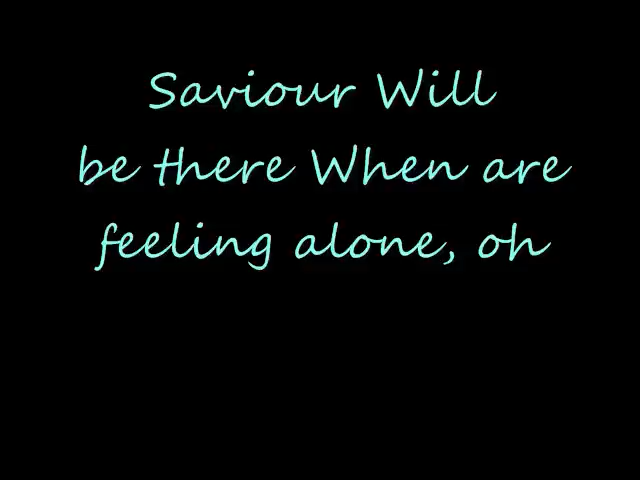 Saviour Will
be there When are
feeling alone, oh